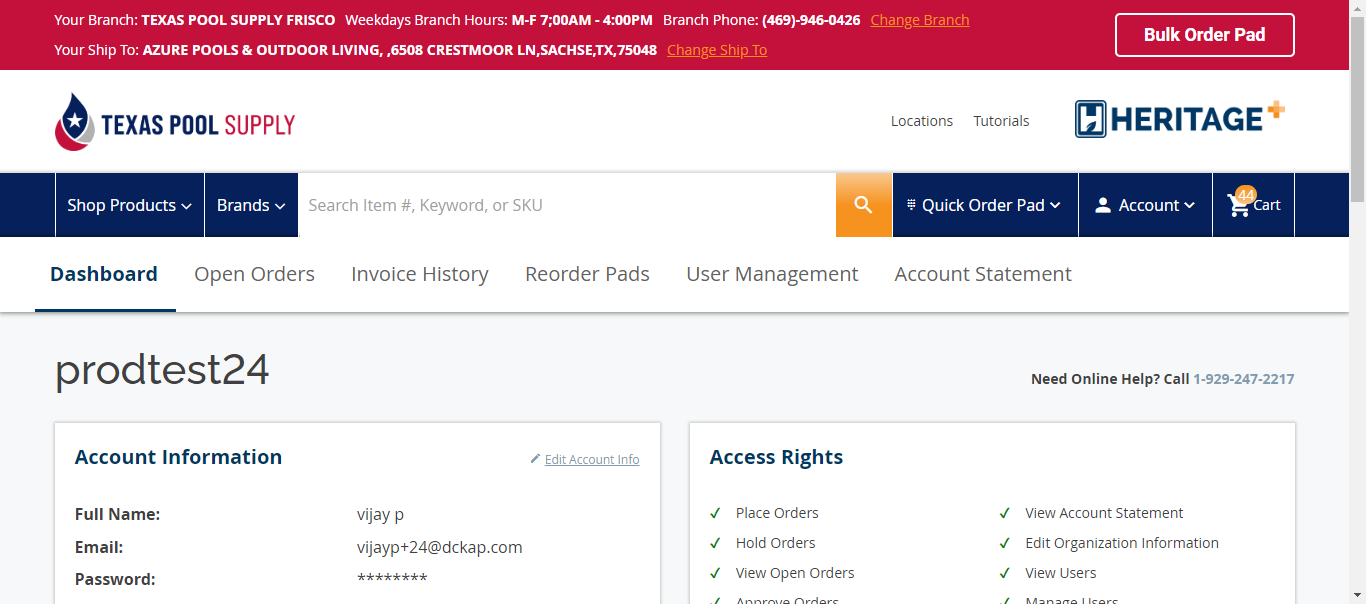 Your Branch: TEXAS POOL SUPPLY FRISCO Weekdays Branch Hours: M-F 7;00AM - 4:00PM Branch Phone: (469)-946-0426 Change Branch
Your Ship To: AZURE POOLS & OUTDOOR LIVING, ,6508 CRESTMOOR LN,SACHSE,TX,75048 Change Ship To
Bulk Order Pad
TEXAS POOL SUPPLY
Locations Tutorials
HERITAGE+
Shop Products Brands Search Item #, Keyword, or SKU Quick Order Pad Account 44 Cart
Dashboard Open Orders Invoice History Reorder Pads User Management Account Statement
prodtest24
Need Online Help? Call 1-929-247-2217
Account Information Edit Account Info
Full Name: vijay p
Email: vijayp+24@dckap.com
Password: ********
Access Rights
Place Orders View Account Statement
Hold Orders Edit Organization Information
View Open Orders View Users
Approve Orders Manage Users